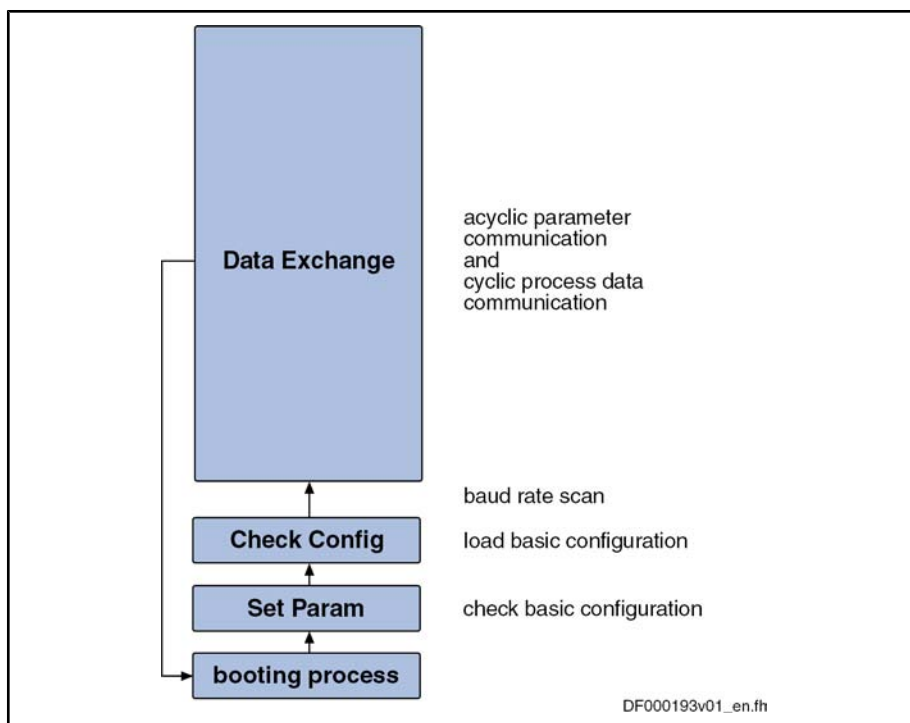 Data Exchange
acyclic parameter
communication
and
cyclic process data
communication
baud rate scan
Check Config
load basic configuration
Set Param
check basic configuration
booting process
DF000193v01_en.fh